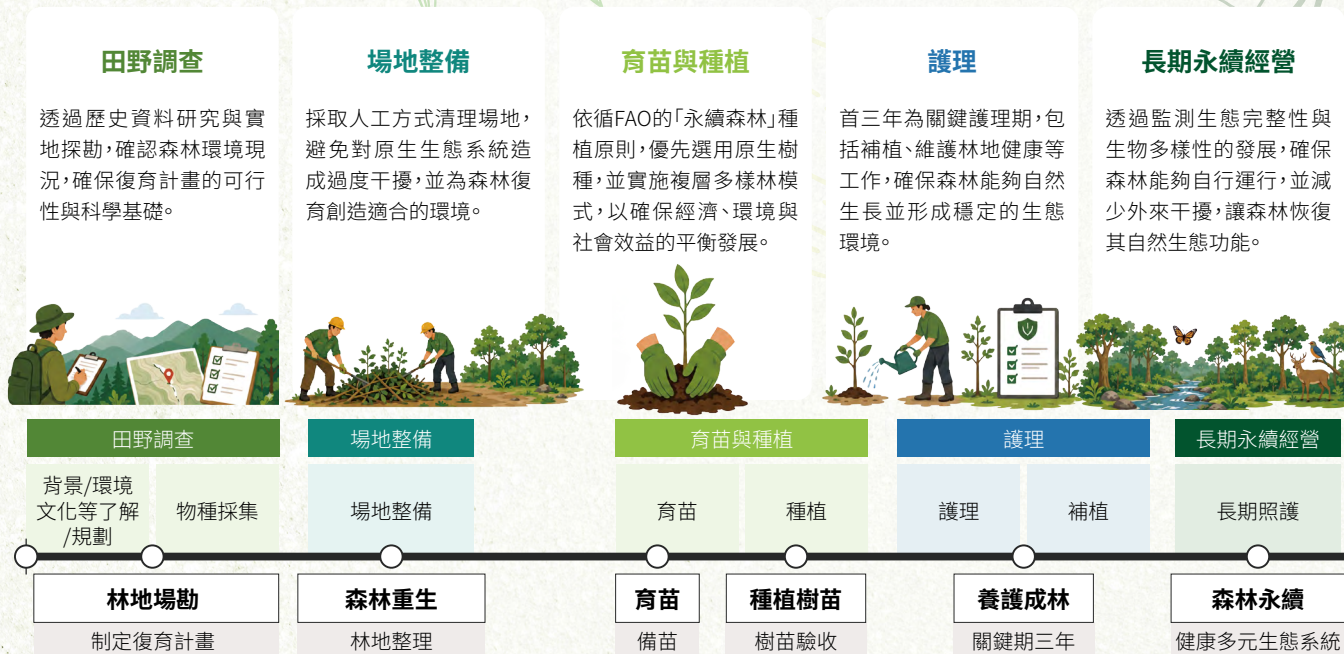 田野調查
透過歷史資料研究與實
地探勘，確認森林環境現
況，確保復育計畫的可行
性與科學基礎。
場地整備
採取人工方式清理場地，
避免對原生生態系統造
成過度干擾，並為森林復
育創造適合的環境。
育苗與種植
依循FAO的「永續森林」種
植原則，優先選用原生樹
種，並實施複層多樣林模
式，以確保經濟、環境與
社會效益的平衡發展。
護理
首三年為關鍵護理期，包
括補植、維護林地健康等
工作，確保森林能夠自然
生長並形成穩定的生態
環境。
長期永續經營
透過監測生態完整性與
生物多樣性的發展，確保
森林能夠自行運行，並減
少外來干擾，讓森林恢復
其自然生態功能。
田野調查
場地整備
育苗與種植
護理
長期永續經營
背景/環境
文化等了解
/規劃
物種採集
場地整備
育苗
種植
護理
補植
長期照護
林地場勘
森林重生
育苗
種植樹苗
養護成林
森林永續
制定復育計畫
林地整理
備苗
樹苗驗收
關鍵期三年
健康多元生態系統